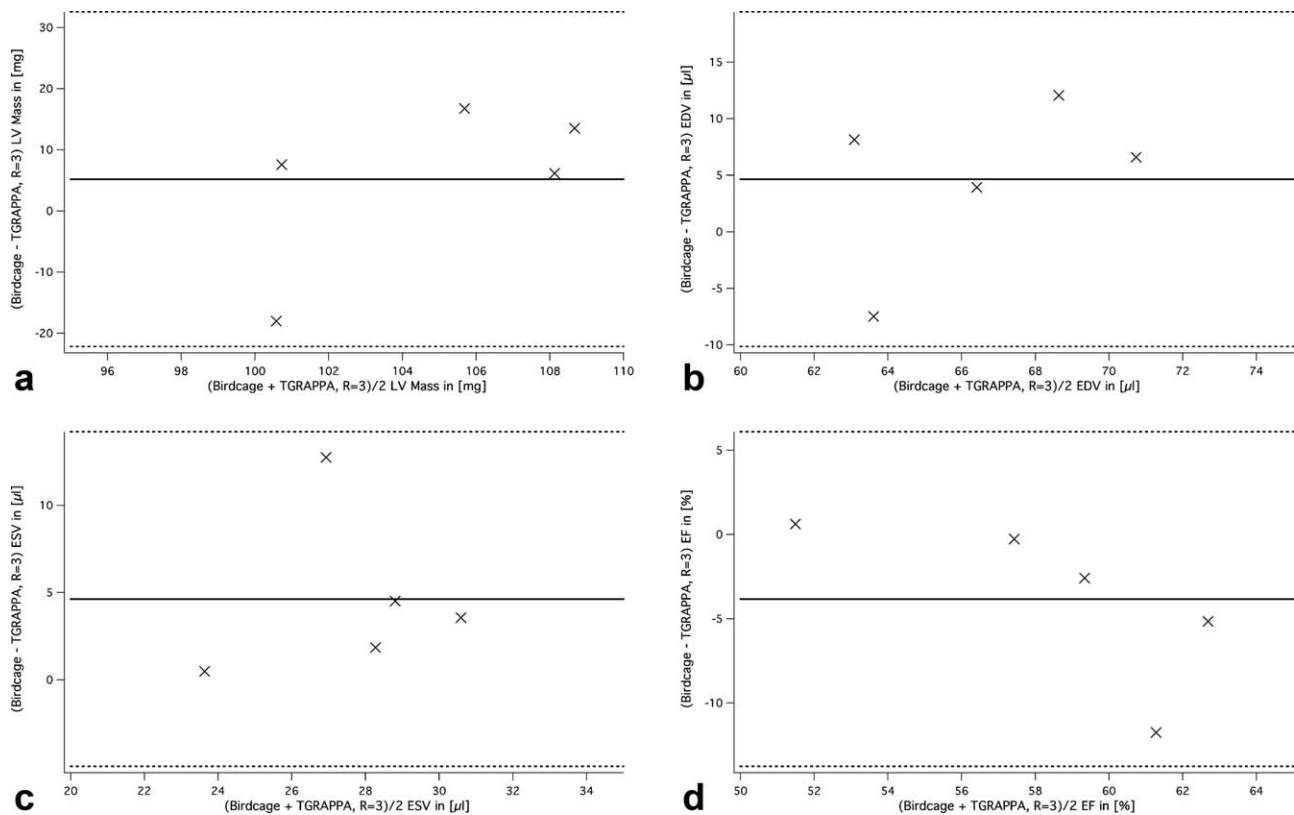 (Birdcage - TGRAPPA, R=3) LV Mass in [mg]
30
20
10
0
-10
-20
96 98 100 102 104 106 108 110
(Birdcage + TGRAPPA, R=3)/2 LV Mass in [mg]
a
(Birdcage - TGRAPPA, R=3) EDV in [µl]
15
10
5
0
-5
-10
60 62 64 66 68 70 72 74
(Birdcage + TGRAPPA, R=3)/2 EDV in [µl]
b
(Birdcage - TGRAPPA, R=3) ESV in [µl]
10
5
0
20 22 24 26 28 30 32 34
(Birdcage + TGRAPPA, R=3)/2 ESV in [µl]
c
(Birdcage - TGRAPPA, R=3) EF in [%]
5
0
-5
-10
50 52 54 56 58 60 62 64
(Birdcage + TGRAPPA, R=3)/2 EF in [%]
d